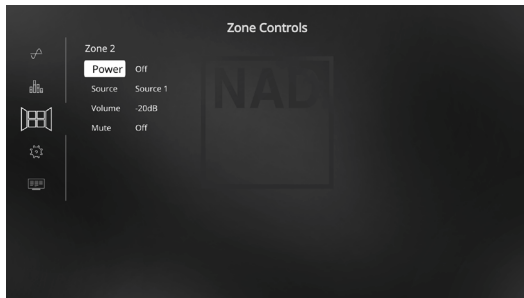 Zone Controls
Zone 2
Power Off
Source Source 1
Volume -20dB
Mute Off
NAD